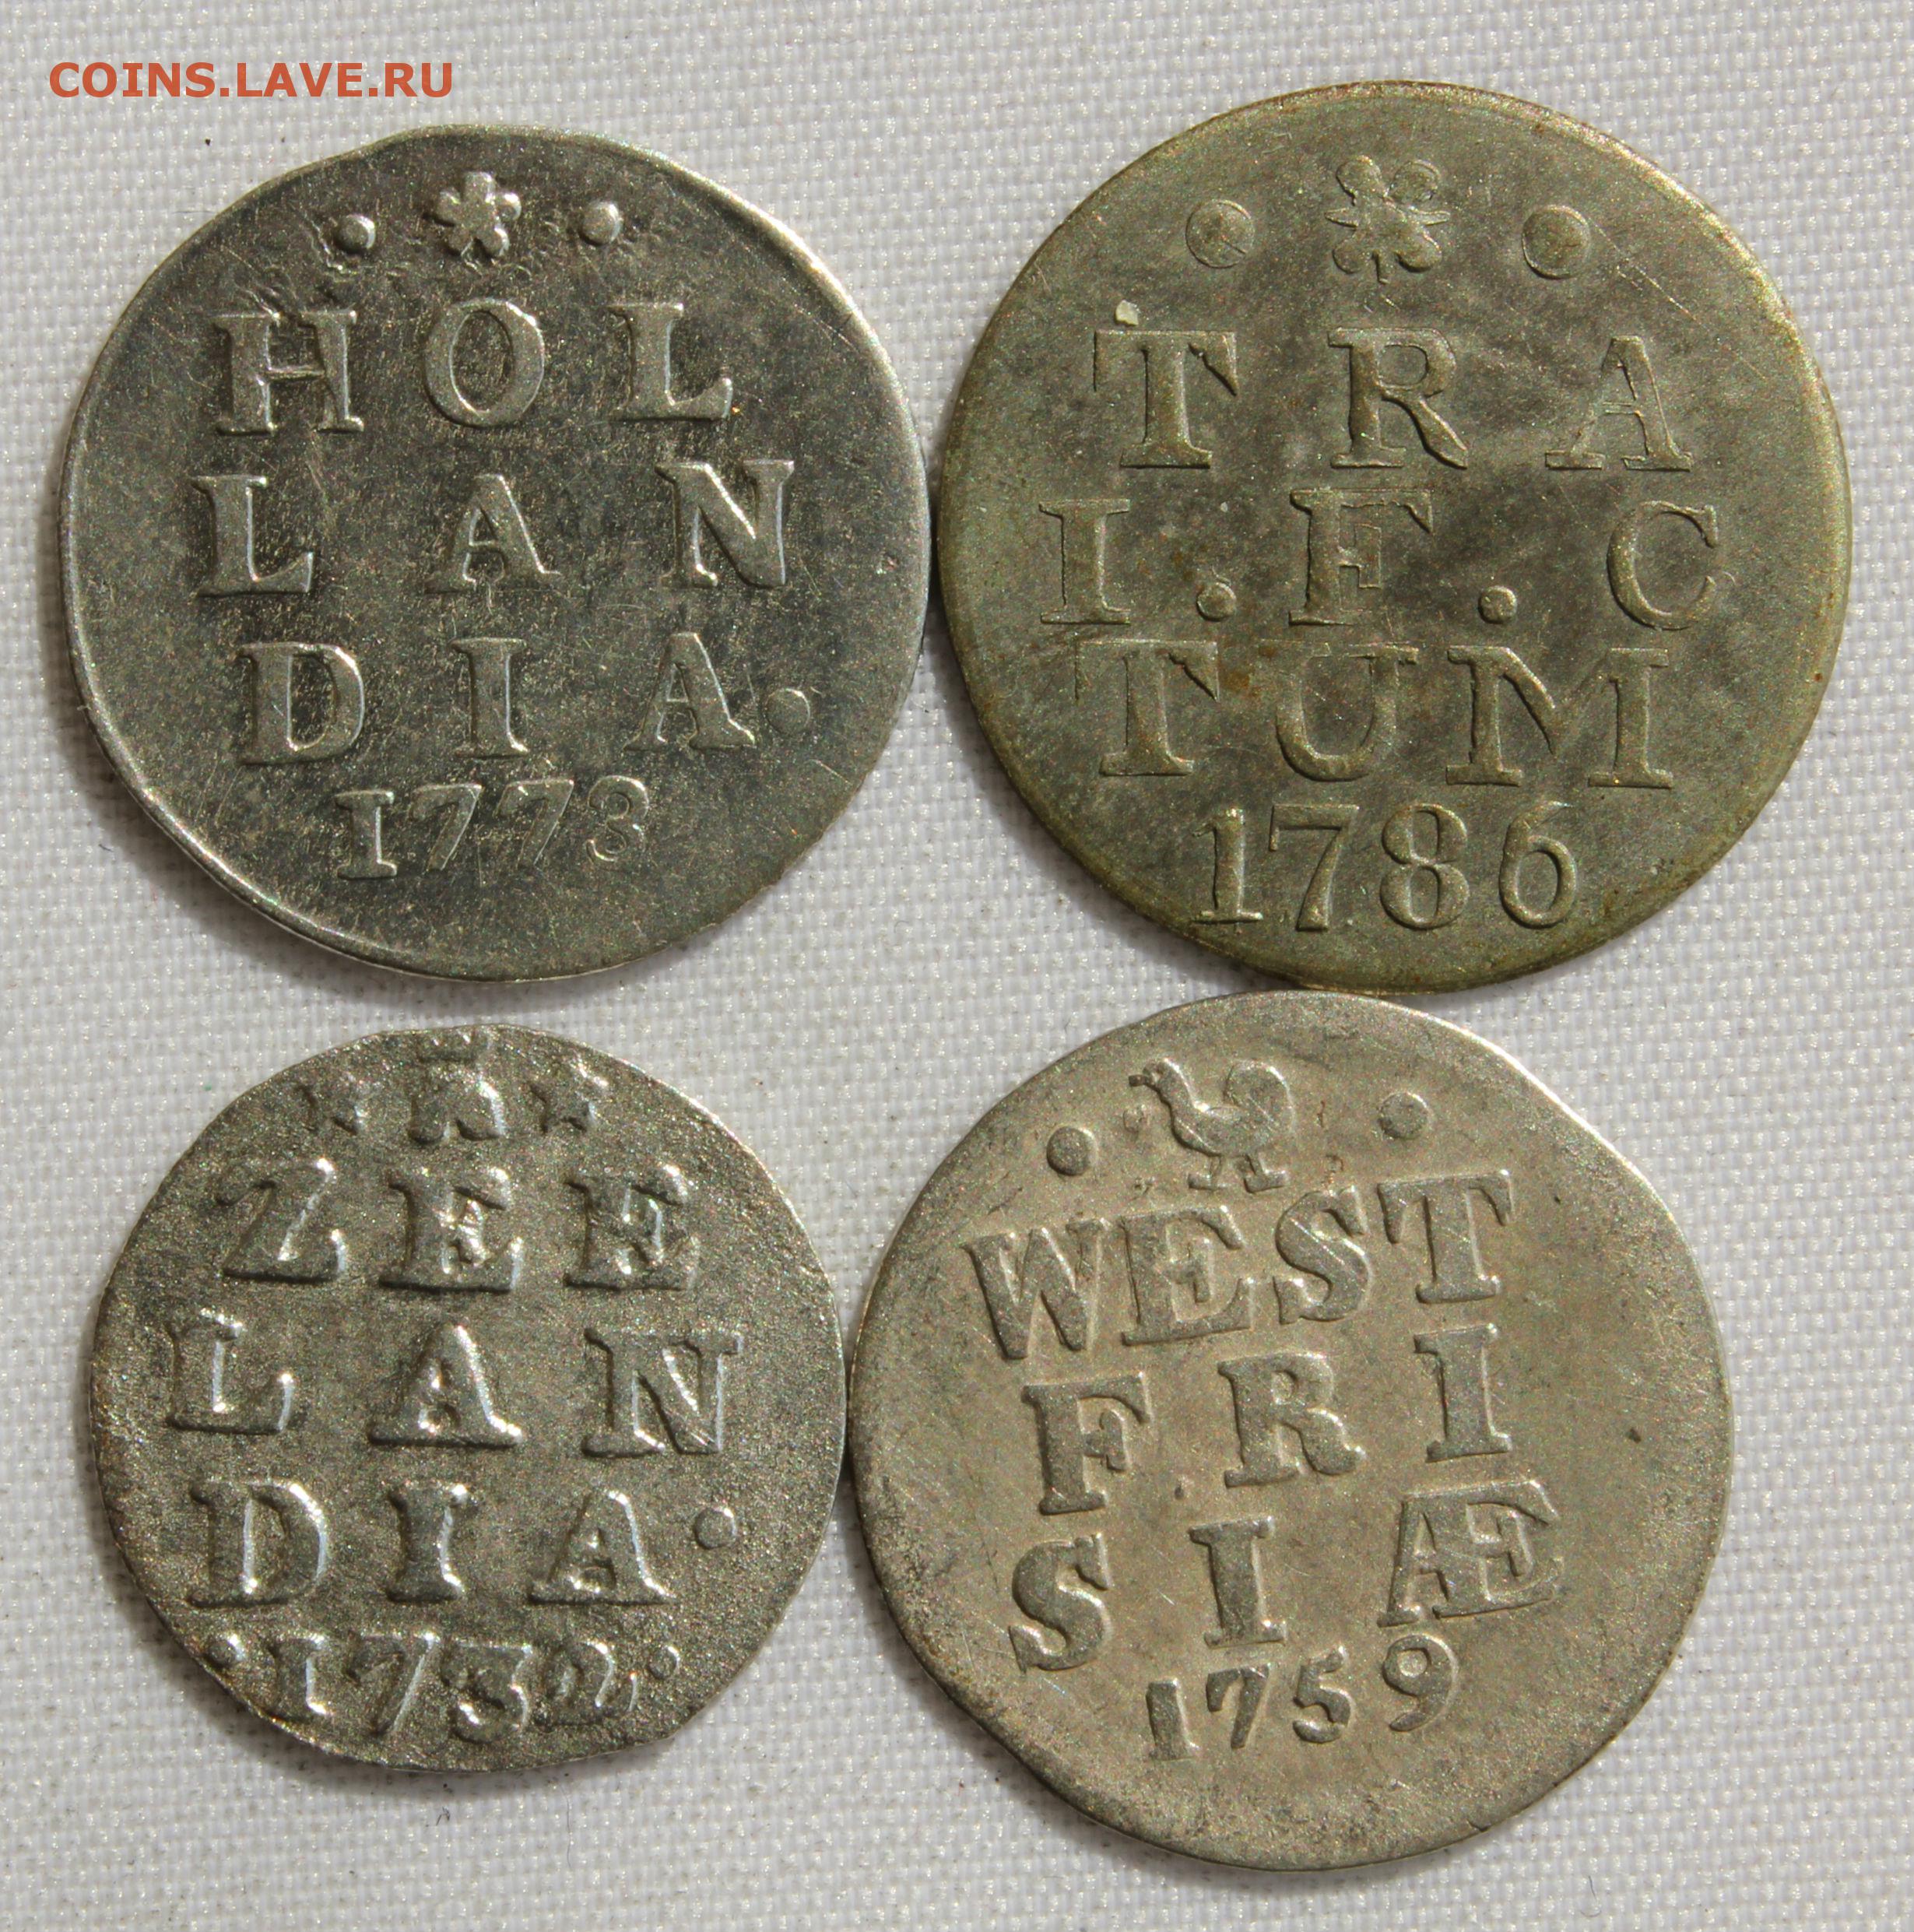 COINS.LAVE.RU
HOL
LAN
DIA.
1773
TRA
I.E.C
TUM
1786
ZEE
LAN
DIA.
.1732.
WEST
FRI
SIÆ
1759